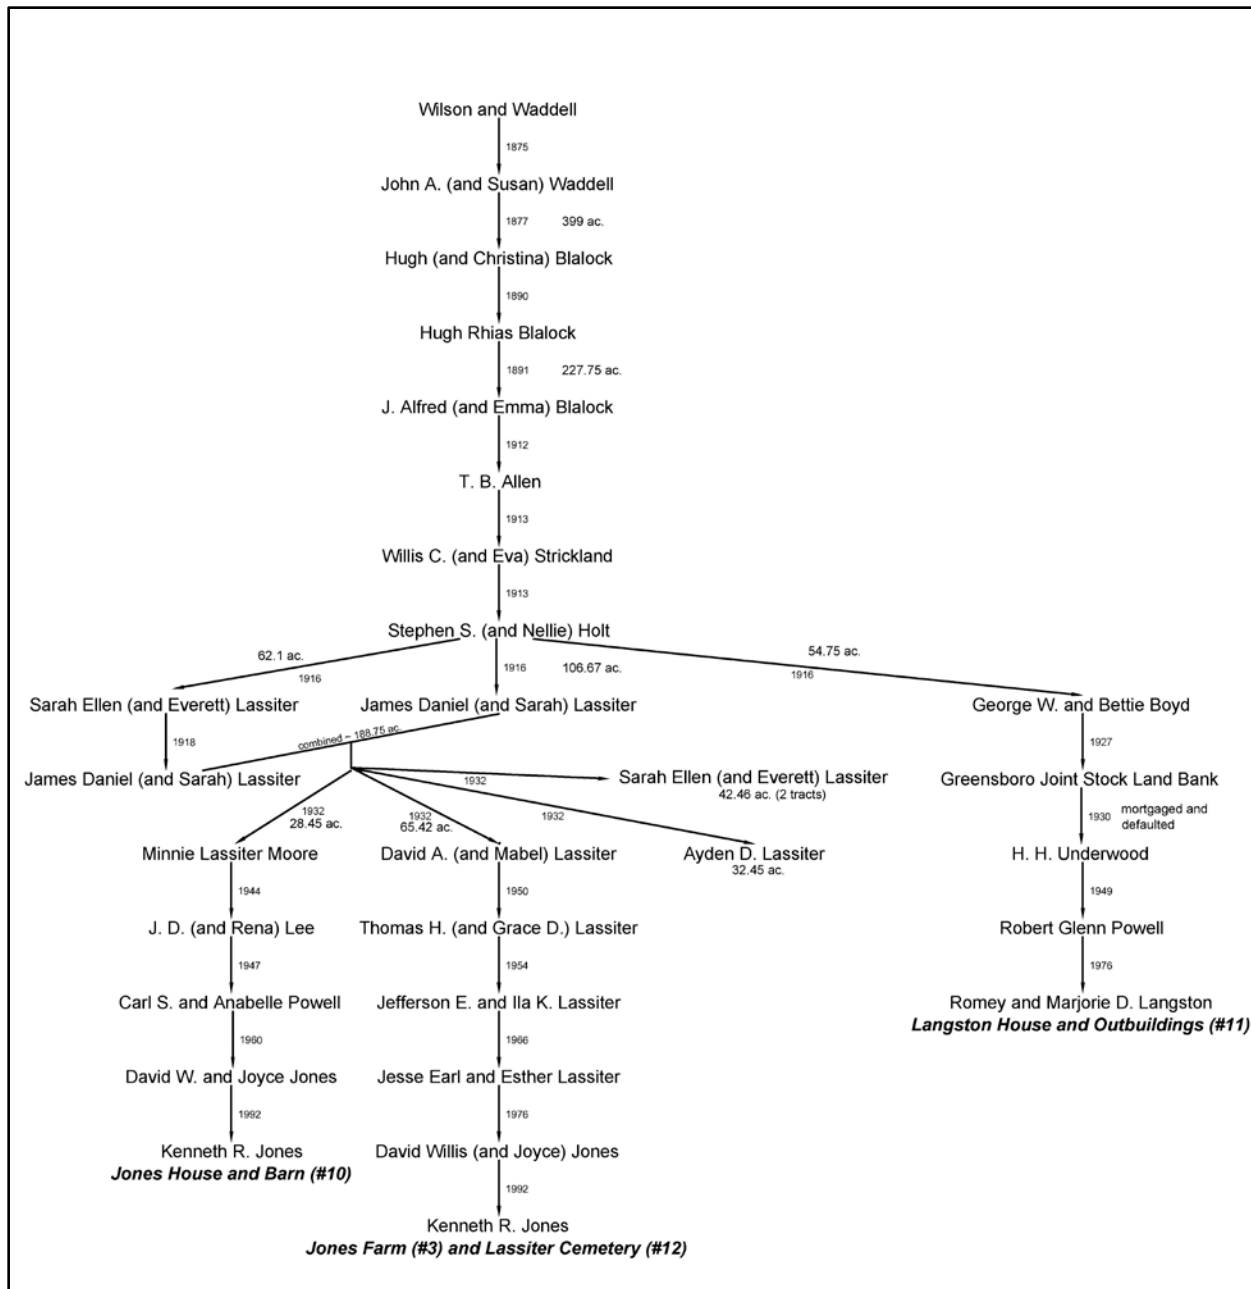 Wilson and Waddell
1875
John A. (and Susan) Waddell
1877 399 ac.
Hugh (and Christina) Blalock
1890
Hugh Rhias Blalock
1891 227.75 ac.
J. Alfred (and Emma) Blalock
1912
T. B. Allen
1913
Willis C. (and Eva) Strickland
1913
Stephen S. (and Nellie) Holt
62.1 ac.
1916
1916 106.67 ac.
54.75 ac.
1916
Sarah Ellen (and Everett) Lassiter
James Daniel (and Sarah) Lassiter
George W. and Bettie Boyd
1918
combined ~ 188.75 ac.
1927
James Daniel (and Sarah) Lassiter
1932
Sarah Ellen (and Everett) Lassiter
42.46 ac. (2 tracts)
Greensboro Joint Stock Land Bank
1932
28.45 ac.
1932
65.42 ac.
1932
1930 mortgaged and
defaulted
Minnie Lassiter Moore
David A. (and Mabel) Lassiter
Ayden D. Lassiter
32.45 ac.
H. H. Underwood
1944
1950
1949
J. D. (and Rena) Lee
Thomas H. (and Grace D.) Lassiter
Robert Glenn Powell
1947
1954
1976
Carl S. and Anabelle Powell
Jefferson E. and Ila K. Lassiter
Romey and Marjorie D. Langston
Langston House and Outbuildings (#11)
1960
1966
David W. and Joyce Jones
Jesse Earl and Esther Lassiter
1992
1976
Kenneth R. Jones
Jones House and Barn (#10)
David Willis (and Joyce) Jones
1992
Kenneth R. Jones
Jones Farm (#3) and Lassiter Cemetery (#12)